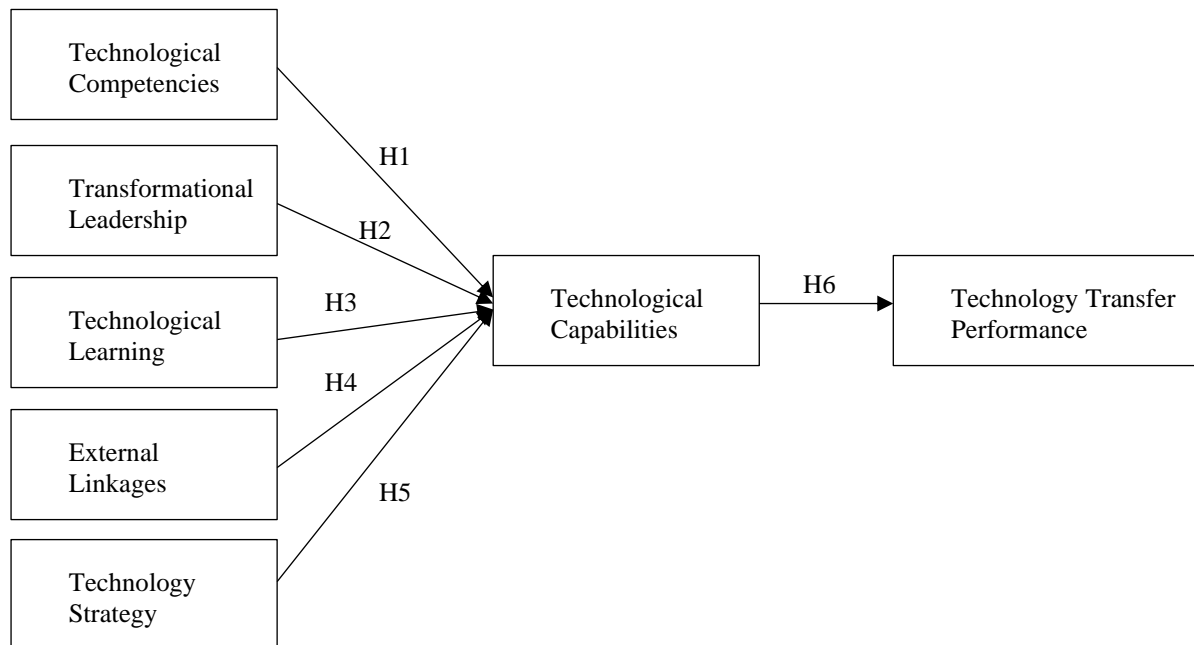 Technological
Competencies
H1
Transformational
Leadership
H2
Technological
Learning
H3
External
Linkages
H4
Technology
Strategy
H5
Technological
Capabilities
H6
Technology Transfer
Performance